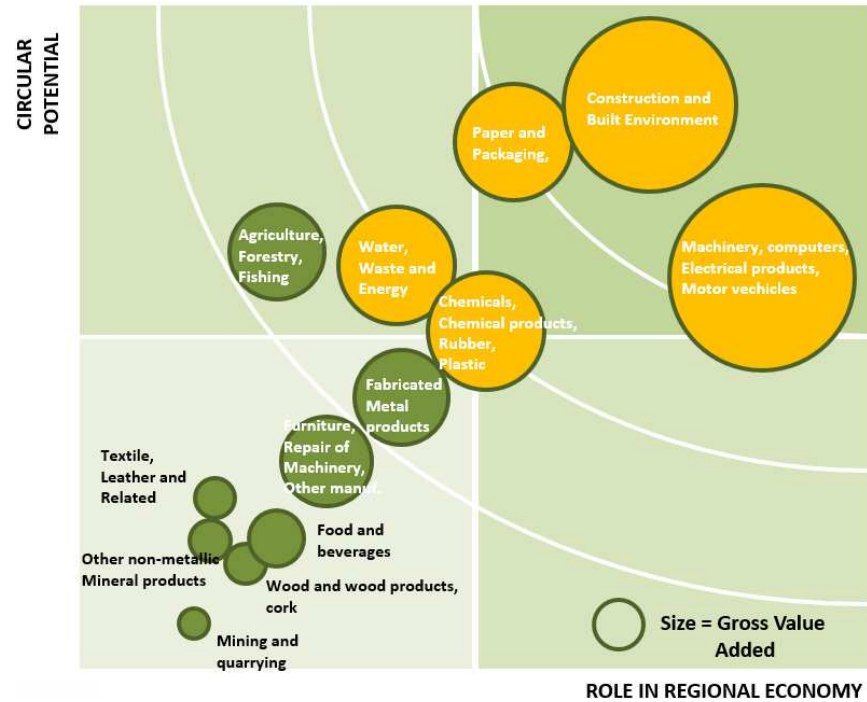 CIRCULAR
POTENTIAL
Construction and
Built Environment
Paper and
Packaging,
Agriculture,
Forestry,
Fishing
Water,
Waste and
Energy
Machinery, computers,
Electrical products,
Motor vechicles
Chemicals,
Chemical products,
Rubber,
Plastic
Fabricated
Metal
products
Furniture,
Repair of
Machinery,
Other manuf.
Textile,
Leather and
Related
Food and
beverages
Other non-metallic
Mineral products
Wood and wood products,
cork
Mining and
quarrying
Size = Gross Value
Added
ROLE IN REGIONAL ECONOMY